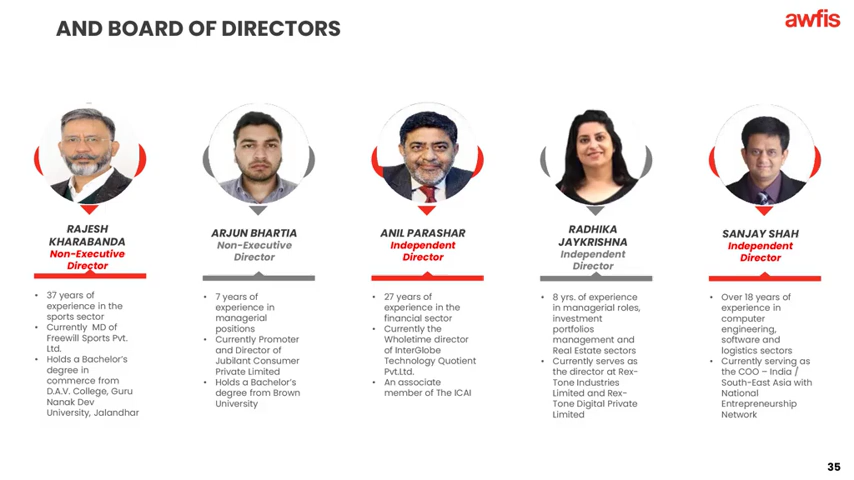 AND BOARD OF DIRECTORS
awfis
RAJESH
KHARABANDA
Non-Executive
Director
• 37 years of
experience in the
sports sector
• Currently MD of
Freewill Sports Pvt.
Ltd.
• Holds a Bachelor's
degree in
commerce from
D.A.V. College, Guru
Nanak Dev
University, Jalandhar
ARJUN BHARTIA
Non-Executive
Director
• 7 years of
experience in
managerial
positions
• Currently Promoter
and Director of
Jubilant Consumer
Private Limited
• Holds a Bachelor's
degree from Brown
University
ANIL PARASHAR
Independent
Director
• 27 years of
experience in the
financial sector
• Currently the
Wholetime director
of InterGlobe
Technology Quotient
Pvt.Ltd.
• An associate
member of The ICAI
RADHIKA
JAYKRISHNA
Independent
Director
• 8 yrs. of experience
in managerial roles,
investment
portfolios
management and
Real Estate sectors
• Currently serves as
the director at Rex-
Tone Industries
Limited and Rex-
Tone Digital Private
Limited
SANJAY SHAH
Independent
Director
• Over 18 years of
experience in
computer
engineering,
software and
logistics sectors
• Currently serving as
the COO – India /
South-East Asia with
National
Entrepreneurship
Network
35